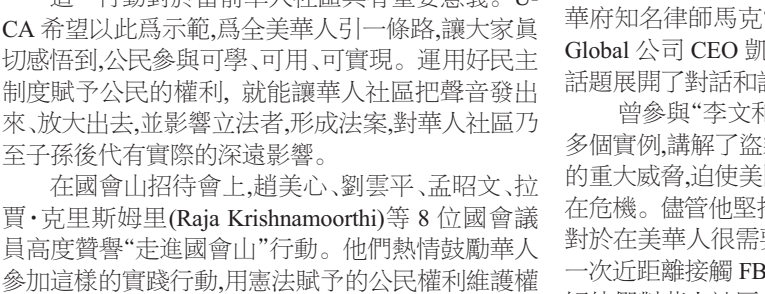 CA 希望以此爲示範,爲全美華人引一條路,讓大家真
切感悟到,公民參與可學、可用、可實現。運用好民主
制度賦予公民的權利, 就能讓華人社區把聲音發出
來、放大出去,並影響立法者,形成法案,對華人社區乃
至子孫後代有實際的深遠影響。
在國會山招待會上,趙美心、劉雲平、孟昭文、拉
賈·克里斯姆里(Raja Krishnamoorthi)等 8 位國會議
員高度贊譽“走進國會山”行動。他們熱情鼓勵華人
參加這樣的實踐行動,用憲法賦予的公民權利維護權
華府知名律師馬克
Global 公司 CEO 凱
話題展開了對話和
曾參與“李文和
多個實例,講解了盜
的重大威脅,迫使美
在危機。儘管他堅
對於在美華人很需
一次近距離接觸 FB